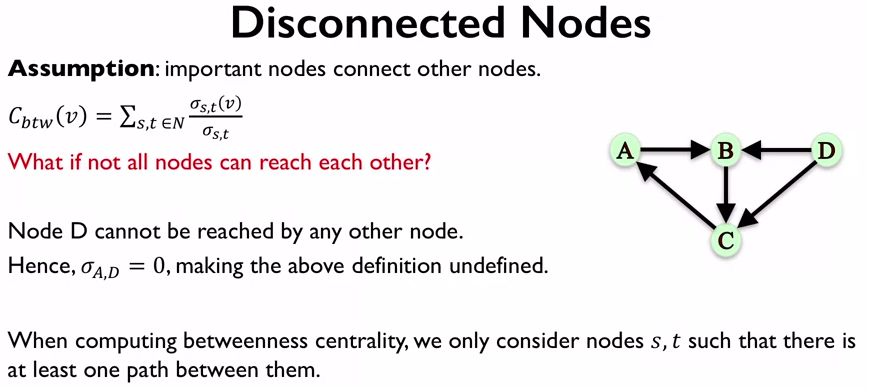 Disconnected Nodes
Assumption: important nodes connect other nodes.
C_btw(v) = ∑_{s,t ∈N} σ_{s,t}(v) / σ_{s,t}
What if not all nodes can reach each other?
A
B
D
C
Node D cannot be reached by any other node.
Hence, σ_{A,D} = 0, making the above definition undefined.
When computing betweenness centrality, we only consider nodes s, t such that there is
at least one path between them.